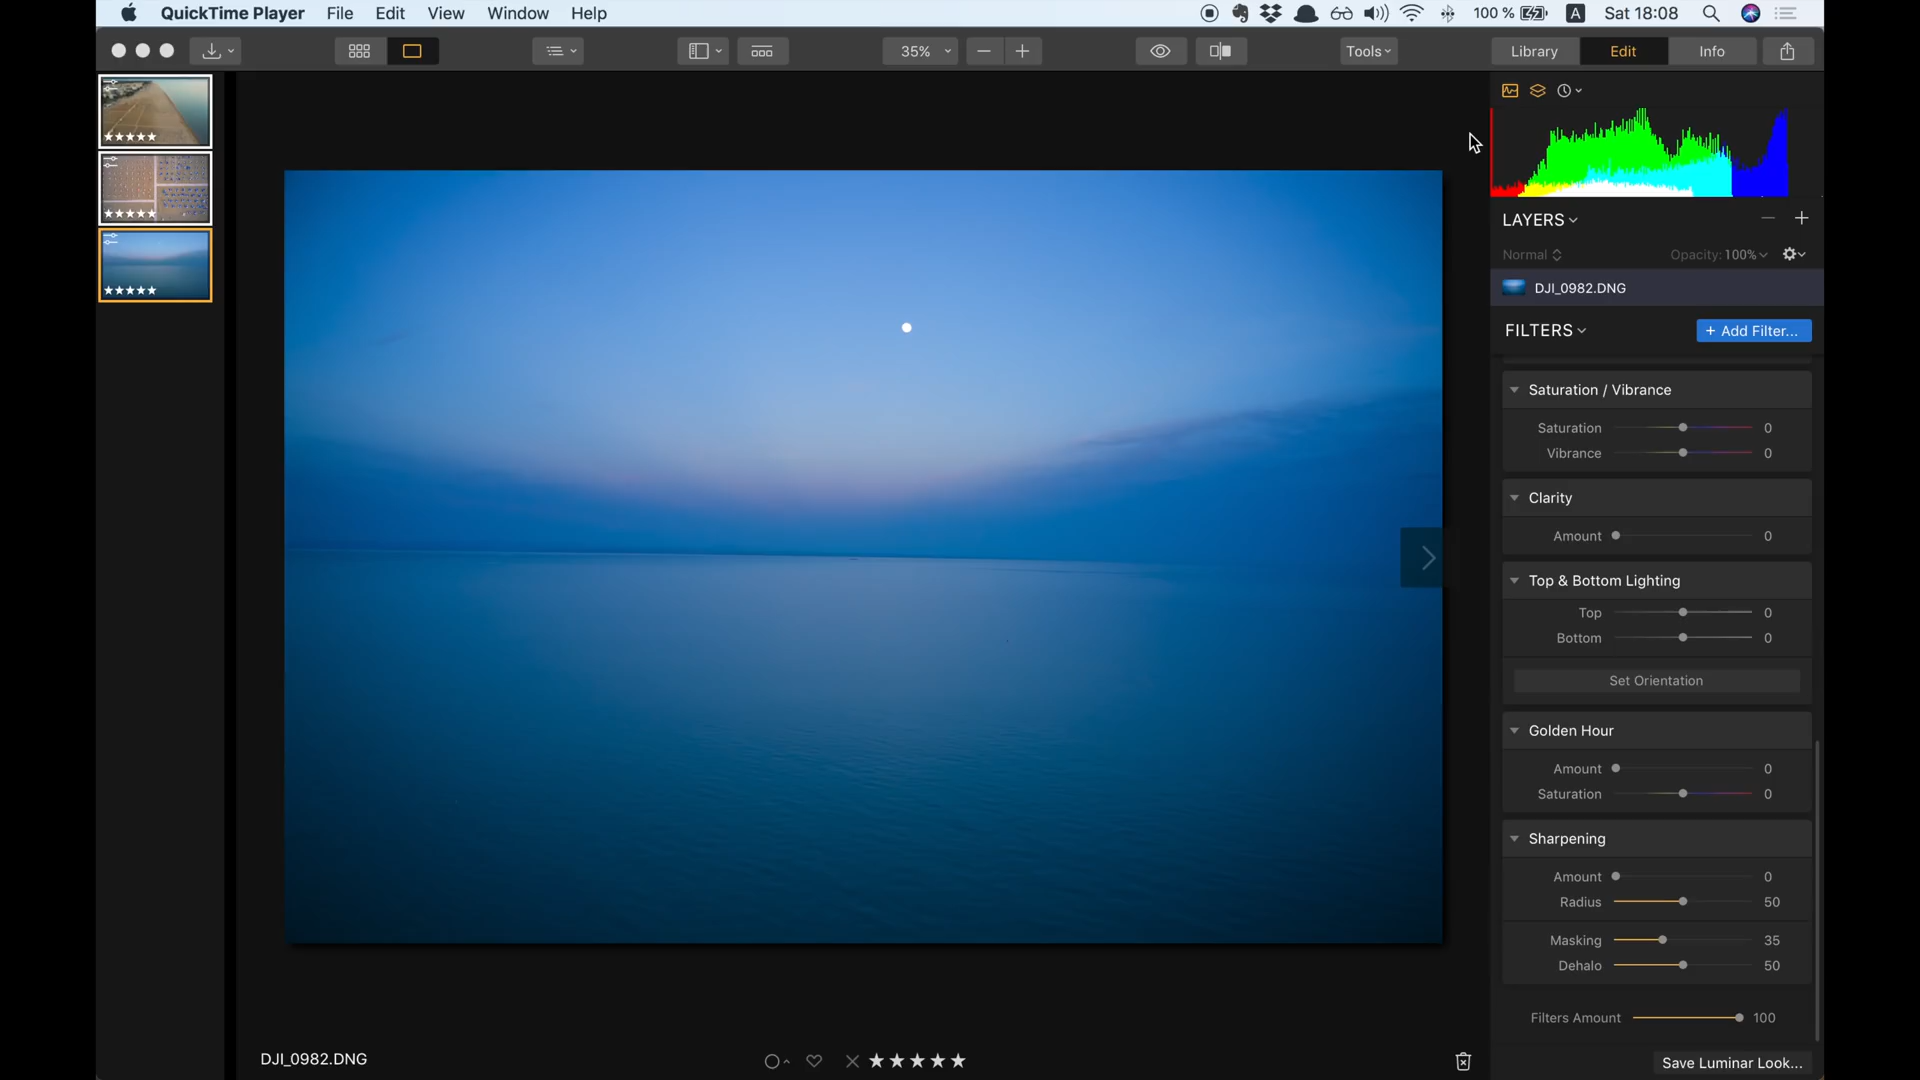 QuickTime Player File Edit View Window Help 100 % A Sat 18:08
35% Tools Library Edit Info
LAYERS
Normal Opacity: 100%
DJI_0982.DNG
FILTERS + Add Filter...
Saturation / Vibrance
Saturation 0
Vibrance 0
Clarity
Amount 0
Top & Bottom Lighting
Top 0
Bottom 0
Set Orientation
Golden Hour
Amount 0
Saturation 0
Sharpening
Amount 0
Radius 50
Masking 35
Dehalo 50
Filters Amount 100
DJI_0982.DNG
Save Luminar Look...